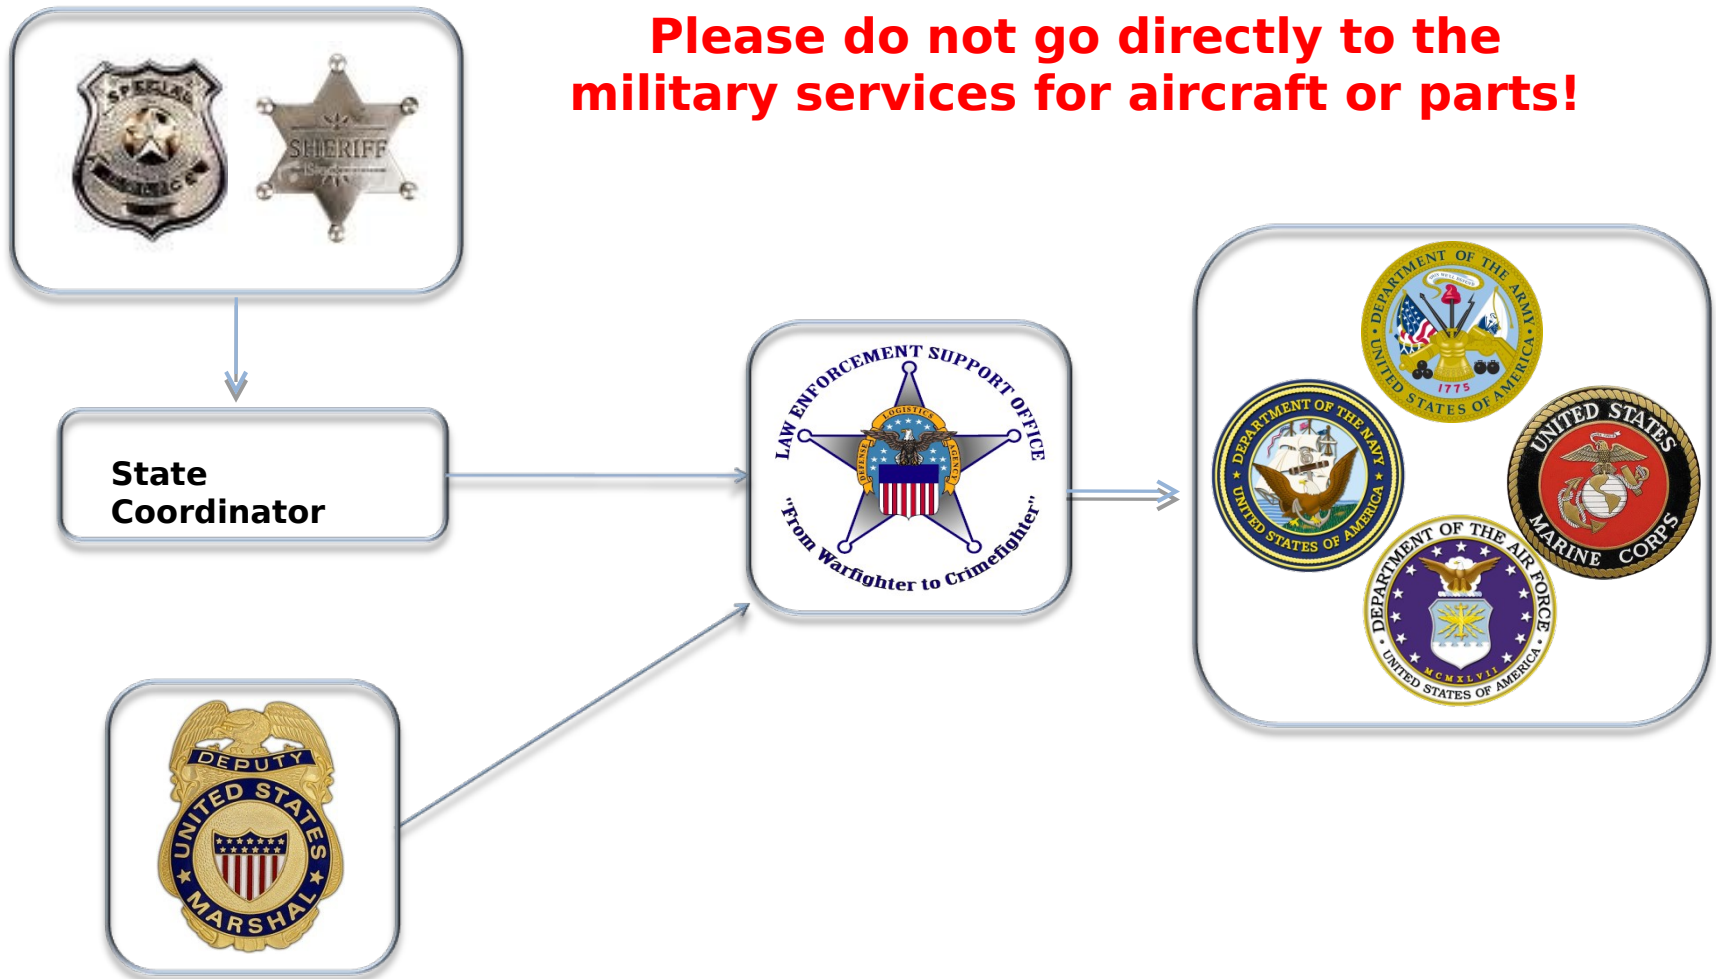 Please do not go directly to the
military services for aircraft or parts!
SPECIAL
POLICE
SHERIFF
State
Coordinator
LAW ENFORCEMENT SUPPORT OFFICE
DEFENSE LOGISTICS AGENCY
"From Warfighter to Crimefighter"
DEPARTMENT OF THE ARMY
UNITED STATES OF AMERICA
1775
DEPARTMENT OF THE NAVY
UNITED STATES OF AMERICA
UNITED STATES
MARINE CORPS
DEPARTMENT OF THE AIR FORCE
MCMXLVII
UNITED STATES OF AMERICA
DEPUTY
UNITED STATES
MARSHAL